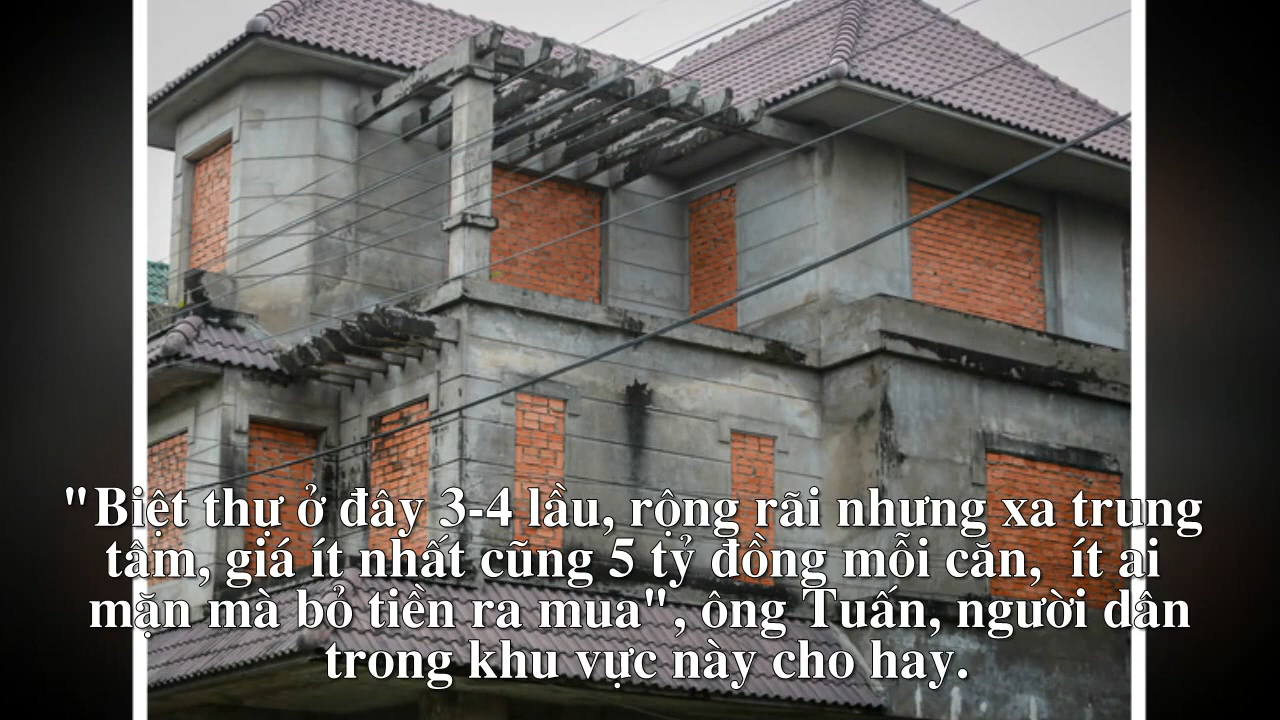 "Biệt thự ở đây 3-4 lầu, rộng rãi nhưng xa trung
tâm, giá ít nhất cũng 5 tỷ đồng mỗi căn,  ít ai
mặn mà bỏ tiền ra mua", ông Tuấn, người dân
trong khu vực này cho hay.